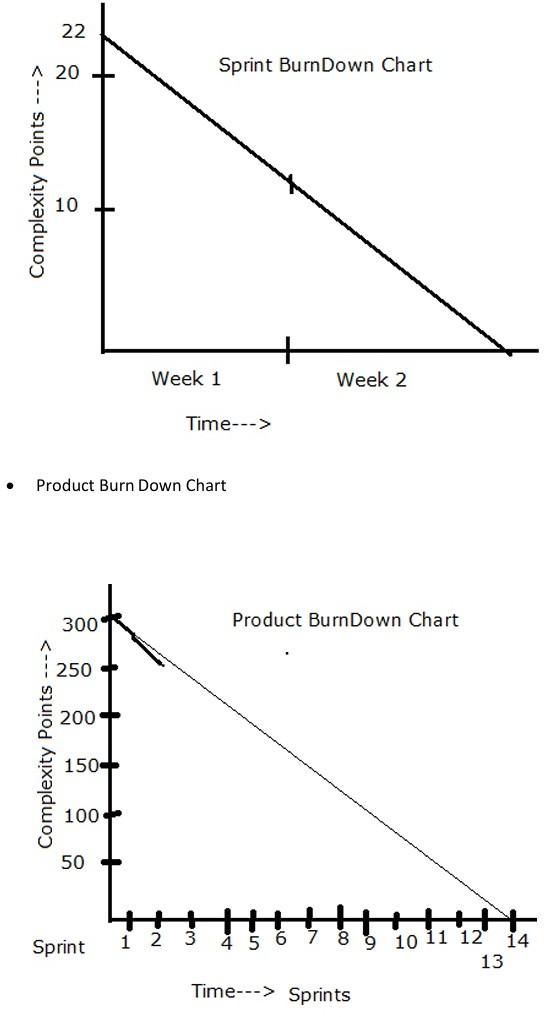 22
Sprint BurnDown Chart
20
Complexity Points --->
10
Week 1 Week 2
Time--->
• Product Burn Down Chart
Product BurnDown Chart
300
250
200
150
100
50
Complexity Points --->
Sprint 1 2 3 4 5 6 7 8 9 10 11 12 13 14
Time---> Sprints